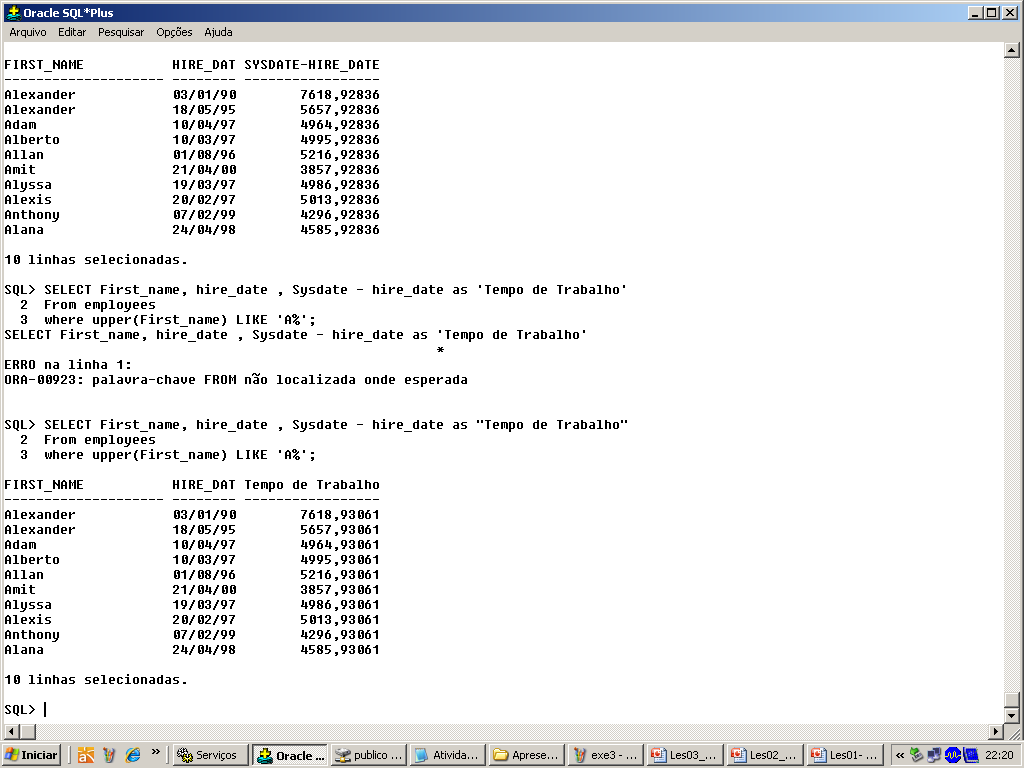 Oracle SQL*Plus
Arquivo Editar Pesquisar Opções Ajuda
FIRST_NAME HIRE_DAT SYSDATE-HIRE_DATE
-------------------- -------- -----------------
Alexander 03/01/90 7618,92836
Alexander 18/05/95 5657,92836
Adam 10/04/97 4964,92836
Alberto 10/03/97 4995,92836
Allan 01/08/96 5216,92836
Amit 21/04/00 3857,92836
Alyssa 19/03/97 4986,92836
Alexis 20/02/97 5013,92836
Anthony 07/02/99 4296,92836
Alana 24/04/98 4585,92836
10 linhas selecionadas.
SQL> SELECT First_name, hire_date , Sysdate - hire_date as 'Tempo de Trabalho'
2 From employees
3 where upper(First_name) LIKE 'A%';
SELECT First_name, hire_date , Sysdate - hire_date as 'Tempo de Trabalho'
*
ERRO na linha 1:
ORA-00923: palavra-chave FROM não localizada onde esperada
SQL> SELECT First_name, hire_date , Sysdate - hire_date as "Tempo de Trabalho"
2 From employees
3 where upper(First_name) LIKE 'A%';
FIRST_NAME HIRE_DAT Tempo de Trabalho
-------------------- -------- -----------------
Alexander 03/01/90 7618,93061
Alexander 18/05/95 5657,93061
Adam 10/04/97 4964,93061
Alberto 10/03/97 4995,93061
Allan 01/08/96 5216,93061
Amit 21/04/00 3857,93061
Alyssa 19/03/97 4986,93061
Alexis 20/02/97 5013,93061
Anthony 07/02/99 4296,93061
Alana 24/04/98 4585,93061
10 linhas selecionadas.
SQL>
Iniciar » Serviços Oracle ... publico ... Ativida... Aprese... exe3 - ... Les03_... Les02_... Les01-... « 22:20